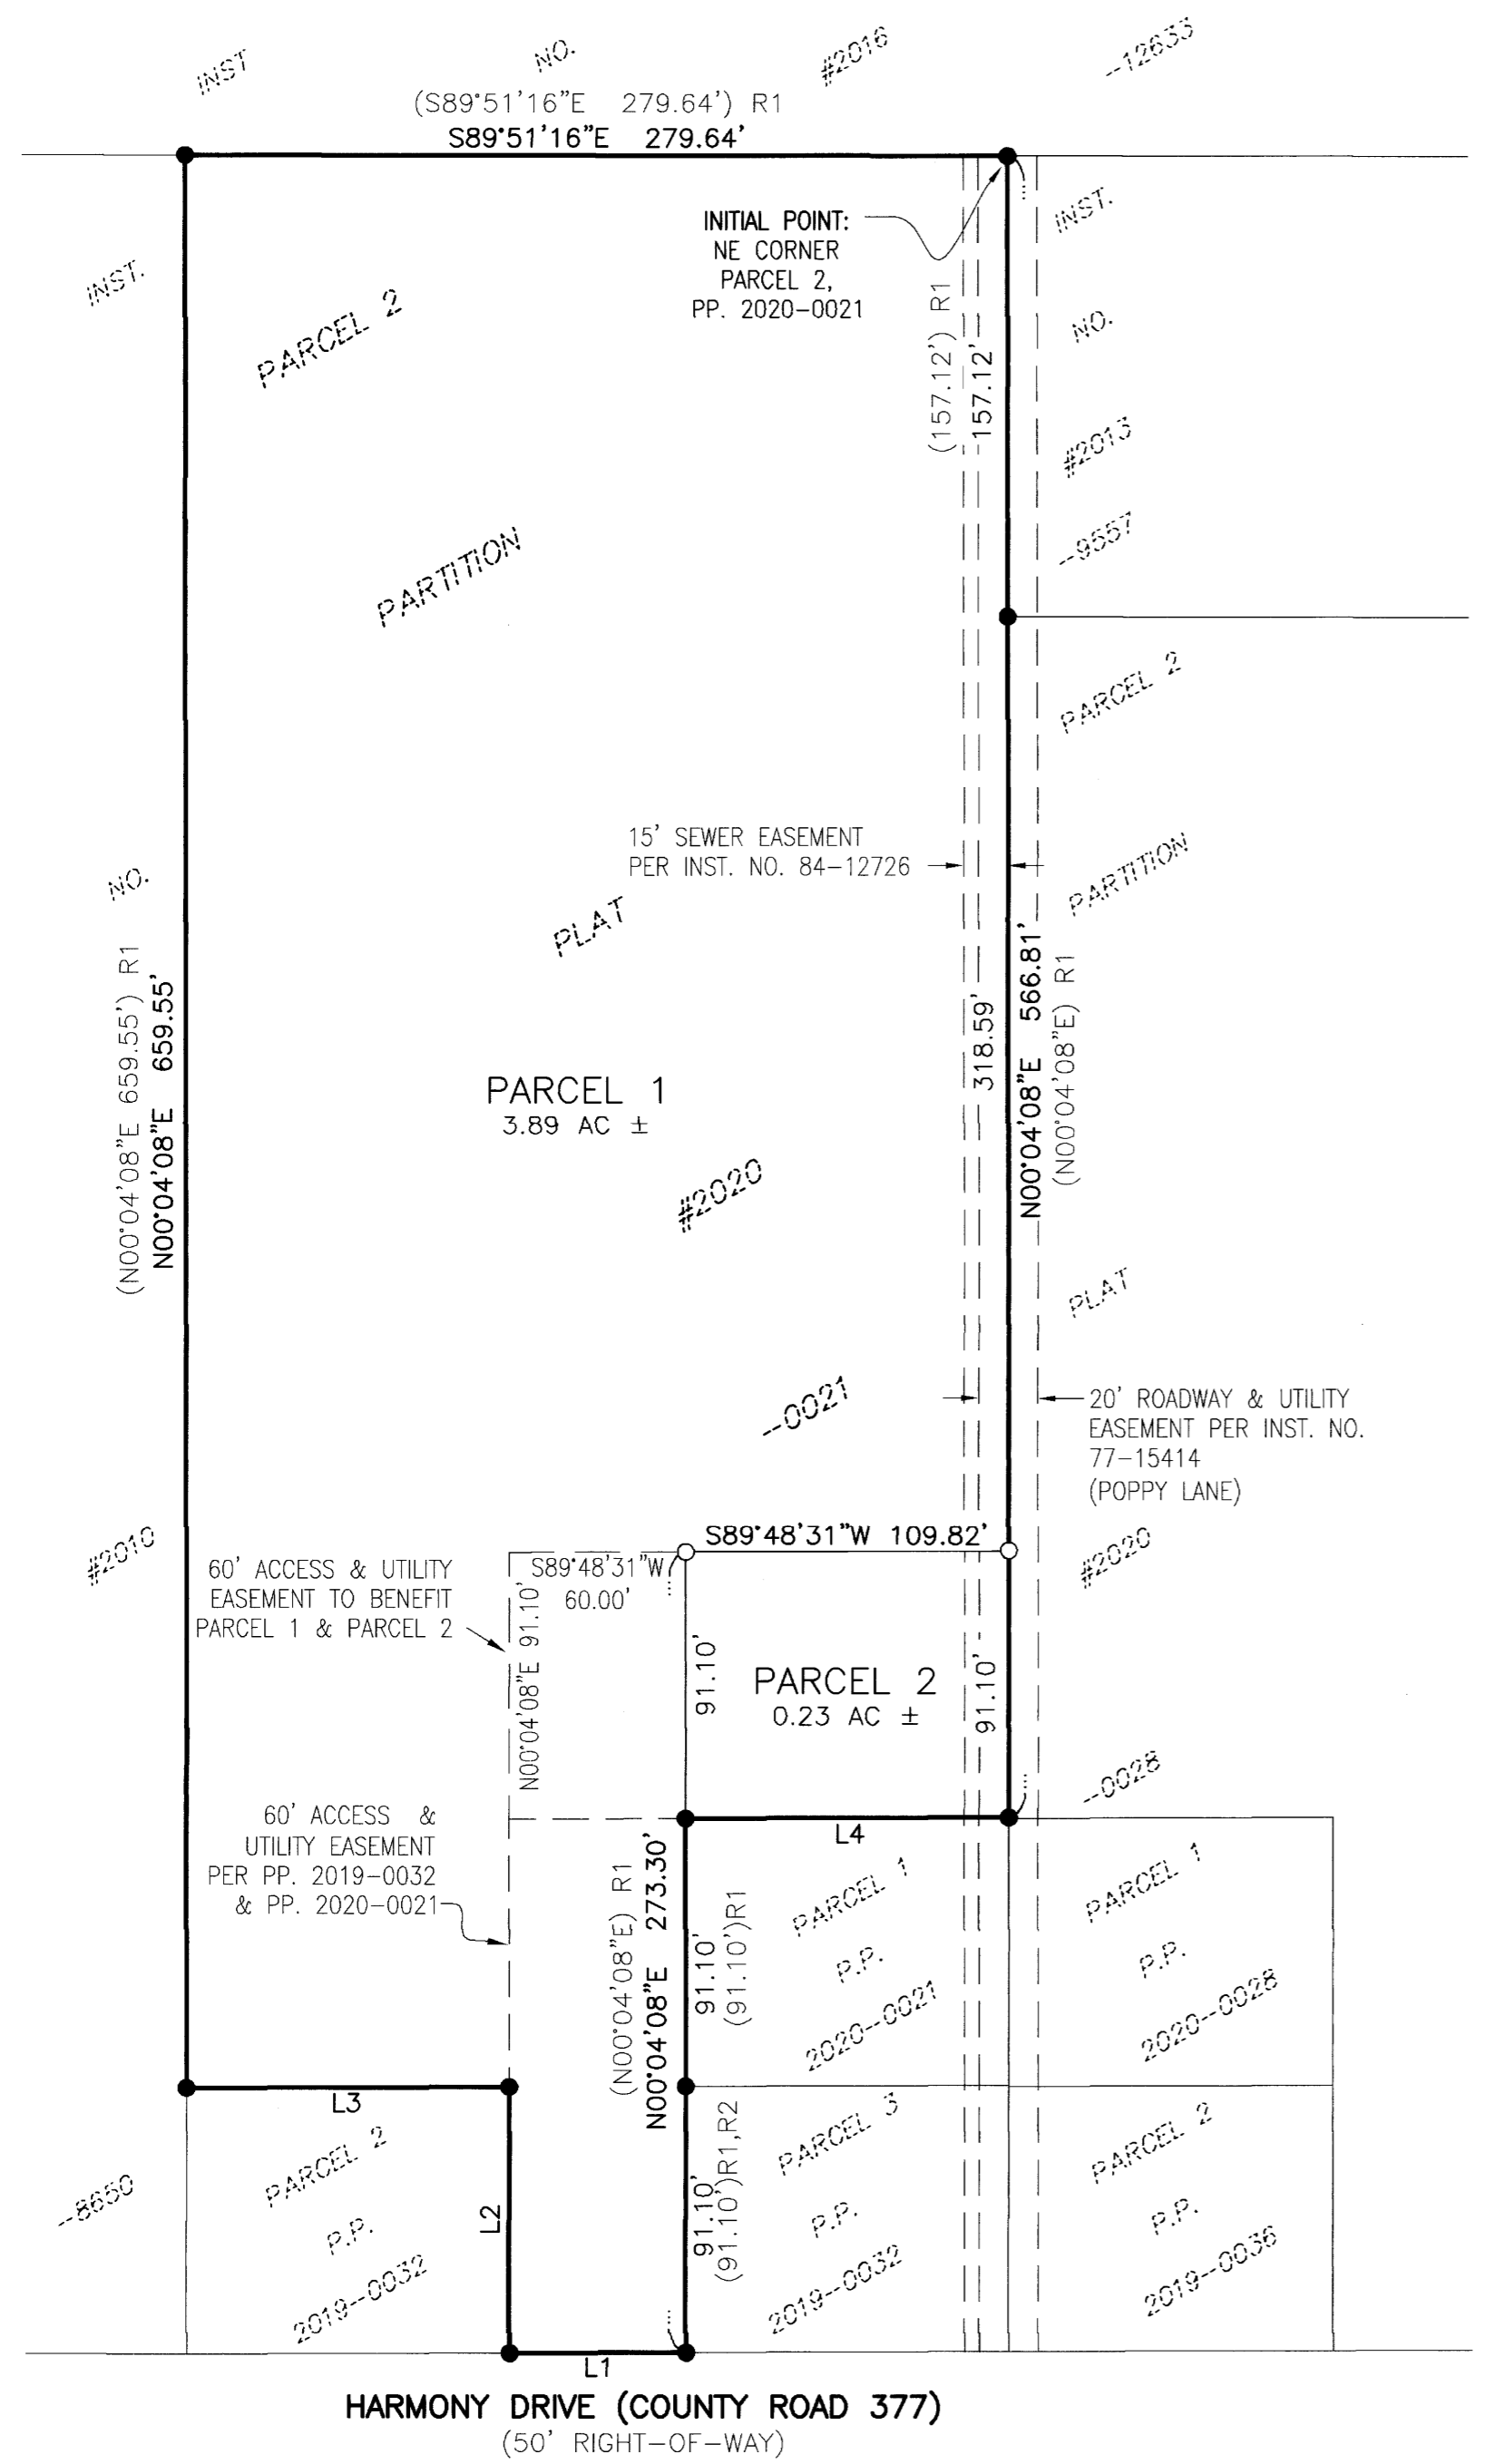 INST NO. #2016 --12633
(S89°51'16"E 279.64') R1
S89°51'16"E 279.64'
INITIAL POINT:
NE CORNER
PARCEL 2,
PP. 2020-0021
INST.
NO.
#2013
--9557
INST.
NO.
#2010
--8650
PARCEL 2
PARTITION
PLAT
#2020
--0021
(157.12') R1
157.12'
PARCEL 2
PARTITION
PLAT
#2020
--0028
15' SEWER EASEMENT
PER INST. NO. 84-12726
318.59'
N00°04'08"E 566.81'
(N00°04'08"E) R1
(N00°04'08"E 659.55') R1
N00°04'08"E 659.55'
PARCEL 1
3.89 AC ±
20' ROADWAY & UTILITY
EASEMENT PER INST. NO.
77-15414
(POPPY LANE)
S89°48'31"W 109.82'
S89°48'31"W
60.00'
60' ACCESS & UTILITY
EASEMENT TO BENEFIT
PARCEL 1 & PARCEL 2
N00°04'08"E 91.10'
91.10'
PARCEL 2
0.23 AC ±
91.10'
60' ACCESS &
UTILITY EASEMENT
PER PP. 2019-0032
& PP. 2020-0021
L4
(N00°04'08"E) R1
N00°04'08"E 273.30'
91.10'
(91.10')R1
PARCEL 1
P.P.
2020--0021
PARCEL 1
P.P.
2020--0028
L3
PARCEL 2
P.P.
2019--0032
L2
91.10'
(91.10')R1,R2
PARCEL 3
P.P.
2019--0032
PARCEL 2
P.P.
2019--0036
L1
HARMONY DRIVE (COUNTY ROAD 377)
(50' RIGHT-OF-WAY)